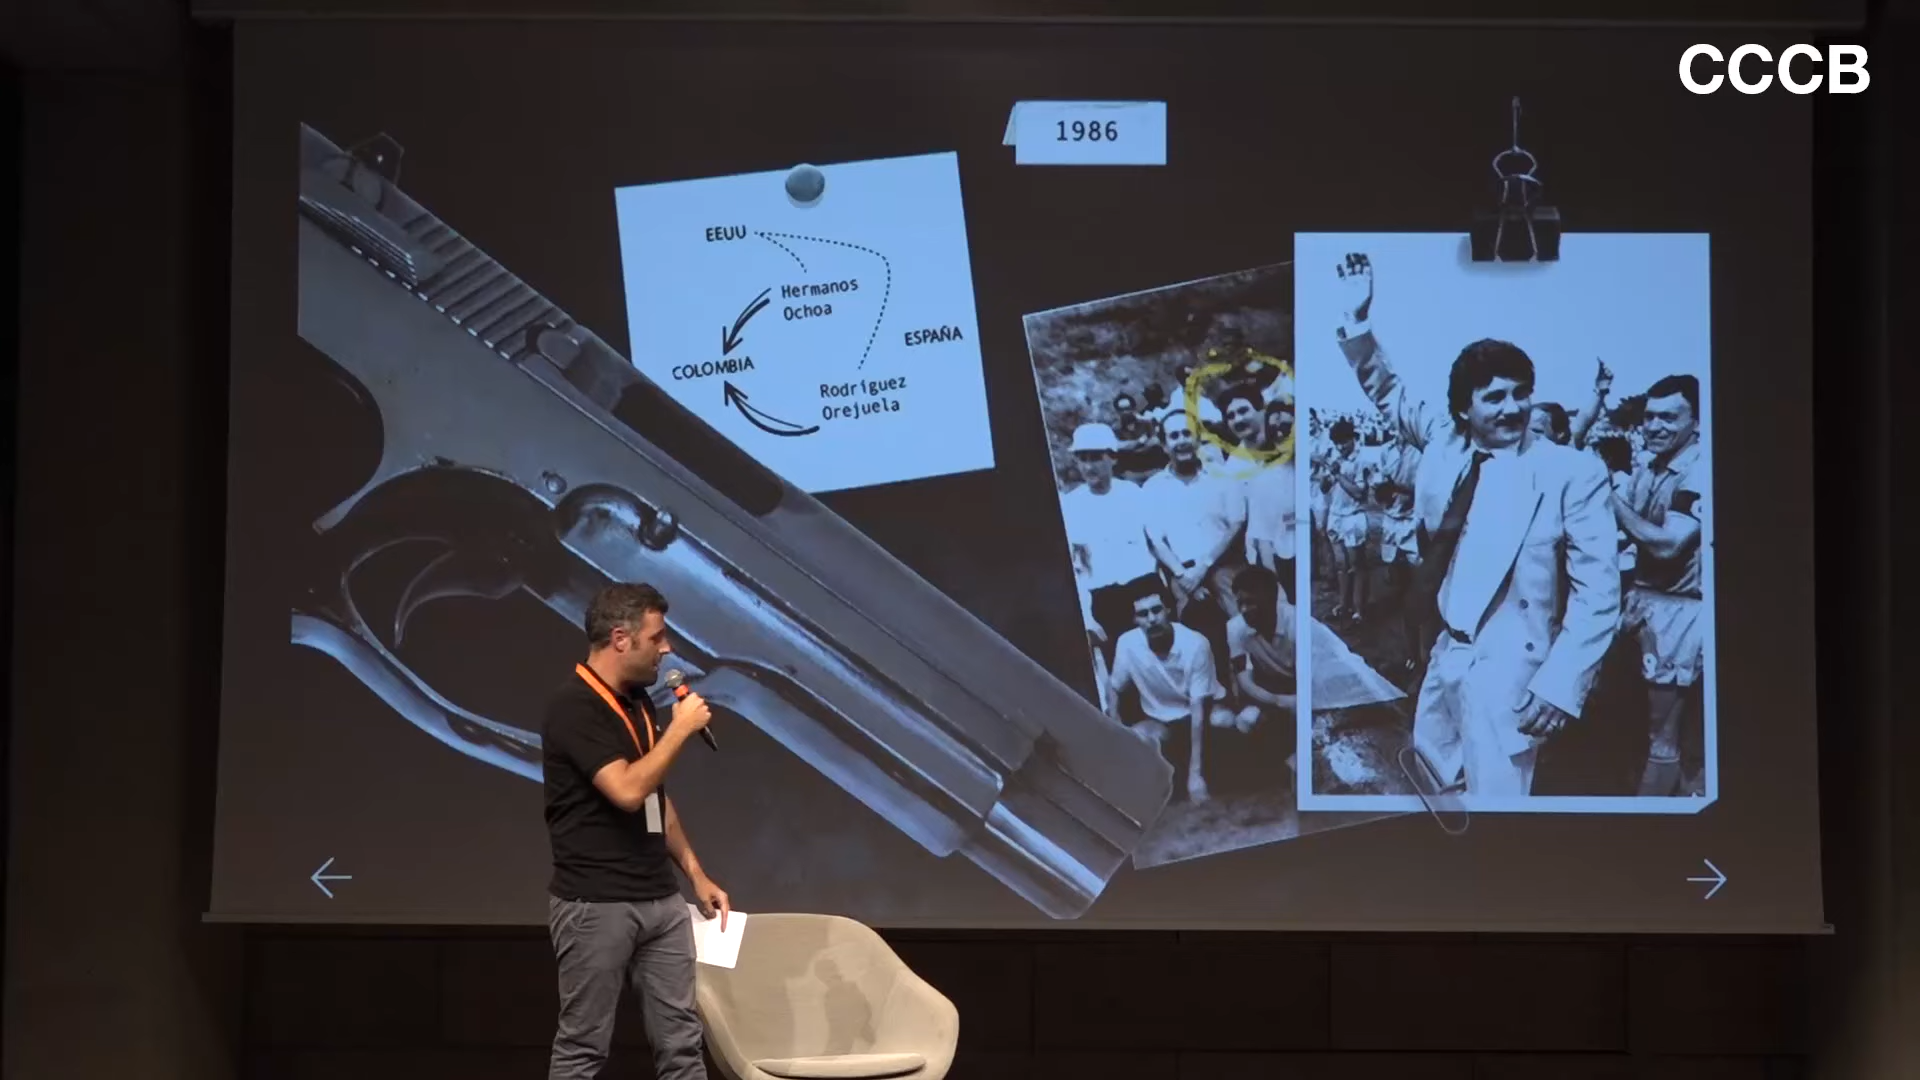 CCCB
1986
EEUU
Hermanos
Ochoa
ESPAÑA
COLOMBIA
Rodríguez
Orejuela